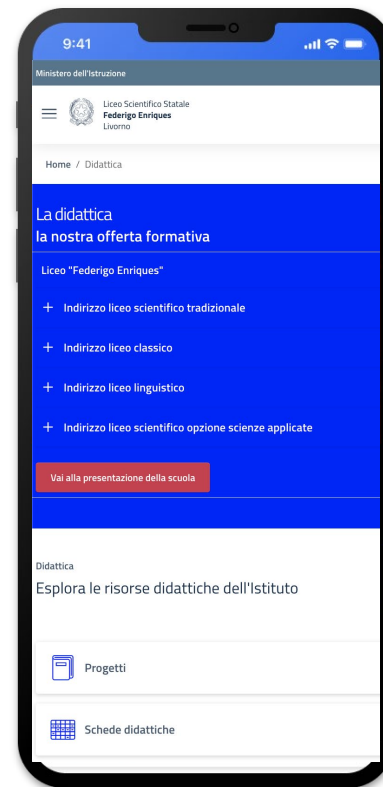 9:41
Ministero dell'Istruzione
Liceo Scientifico Statale
Federigo Enriques
Livorno
Home / Didattica
La didattica
la nostra offerta formativa
Liceo "Federigo Enriques"
+ Indirizzo liceo scientifico tradizionale
+ Indirizzo liceo classico
+ Indirizzo liceo linguistico
+ Indirizzo liceo scientifico opzione scienze applicate
Vai alla presentazione della scuola
Didattica
Esplora le risorse didattiche dell'Istituto
Progetti
Schede didattiche